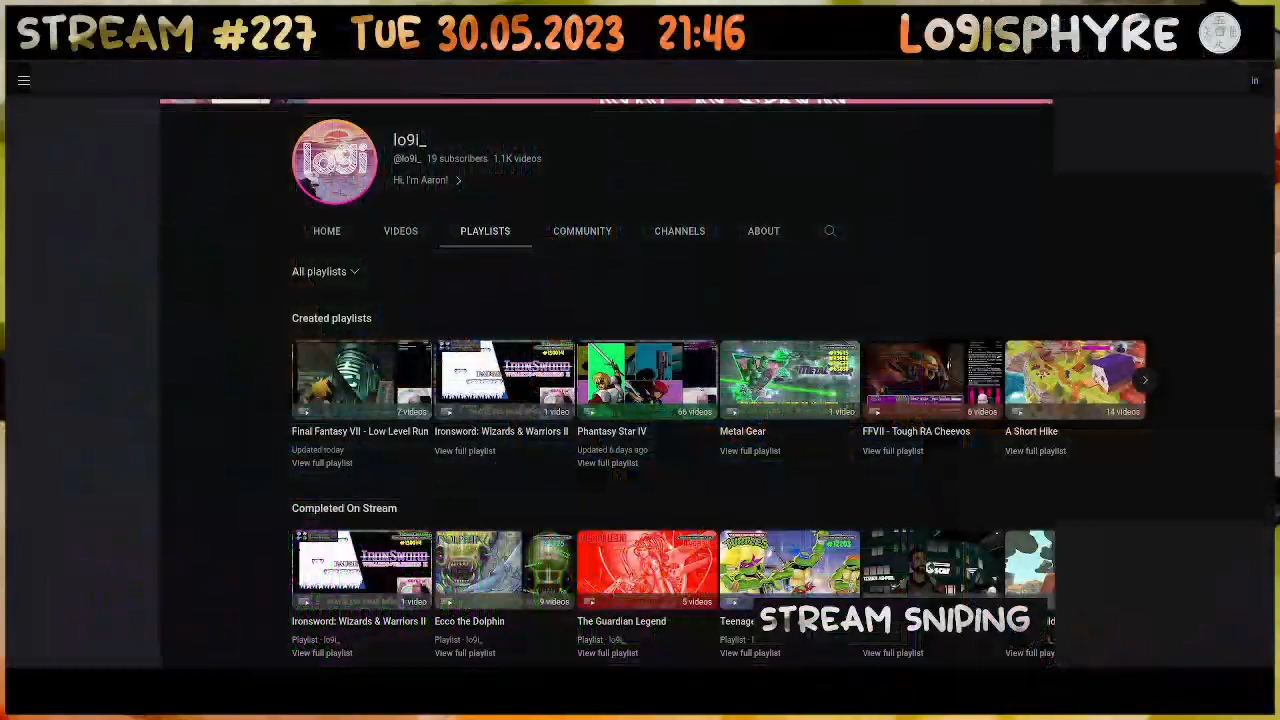 STREAM #227 TUE 30.05.2023 21:46 LO9ISPHYRE
in
lo9i
lo9i_
@lo9i_ 19 subscribers 1.1K videos
Hi, I'm Aaron!
HOME VIDEOS PLAYLISTS COMMUNITY CHANNELS ABOUT
All playlists
Created playlists
7 videos 1 video 66 videos 1 video 6 videos 14 videos
Final Fantasy VII - Low Level Run Ironsword: Wizards & Warriors II Phantasy Star IV Metal Gear FFVII - Tough RA Cheevos A Short Hike
Updated today Updated 6 days ago
View full playlist View full playlist View full playlist View full playlist View full playlist View full playlist
Completed On Stream
1 video 9 videos 5 videos
Ironsword: Wizards & Warriors II Ecco the Dolphin The Guardian Legend Teenage
STREAM SNIPING
Playlist · lo9i_ Playlist · lo9i_ Playlist · lo9i_
View full playlist View full playlist View full playlist View full playlist View full playlist View full play